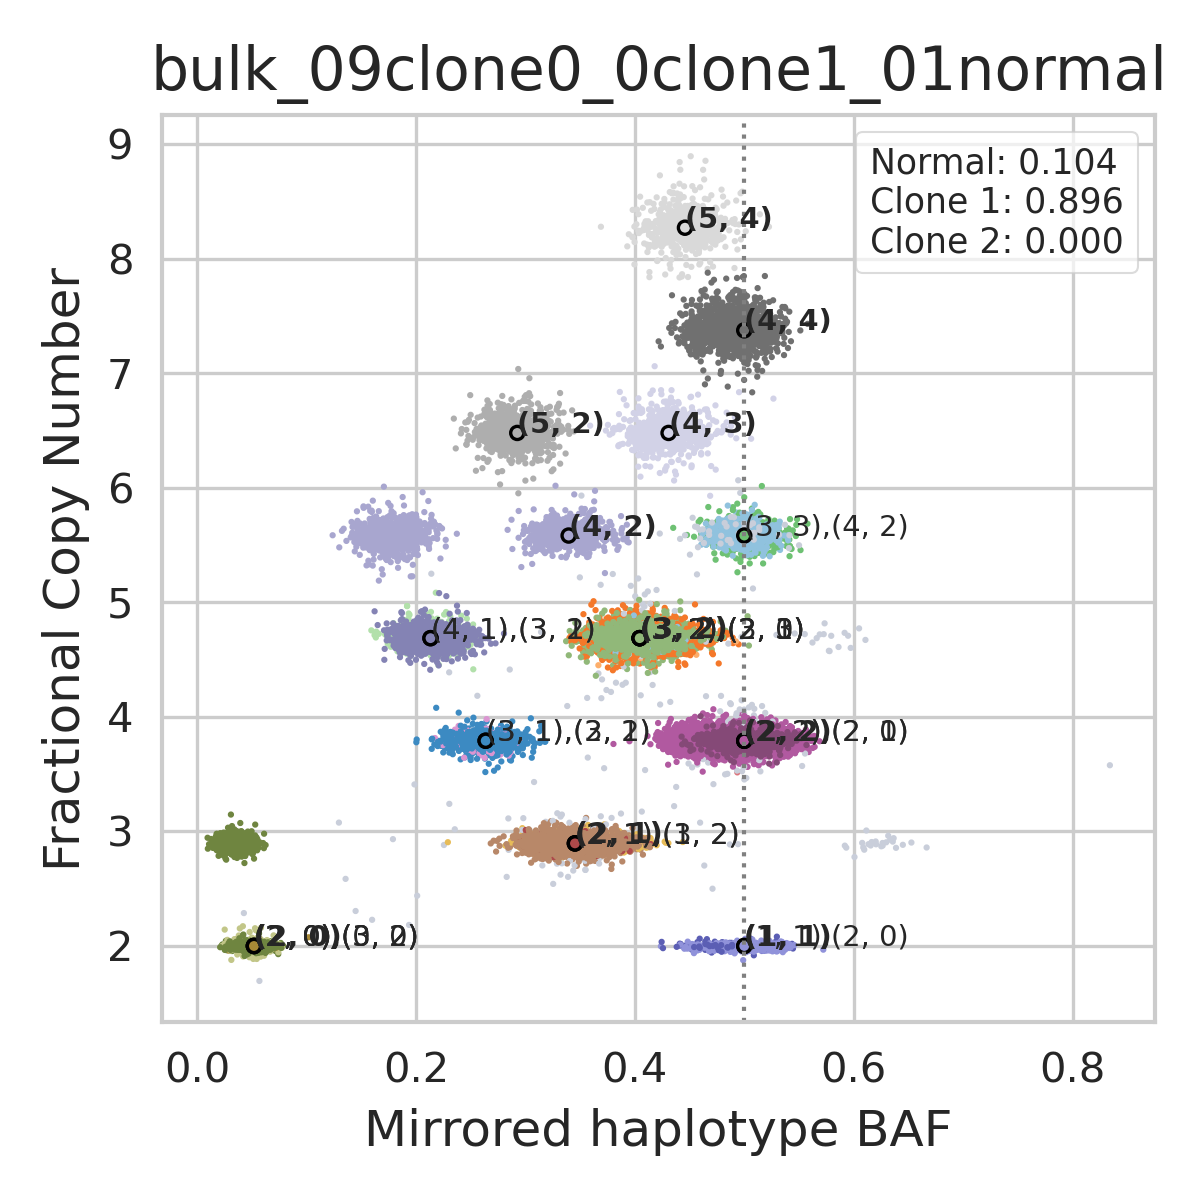 bulk_09clone0_0clone1_01normal
Normal: 0.104
Clone 1: 0.896
Clone 2: 0.000
Fractional Copy Number
9
8
7
6
5
4
3
2
(5, 4)
(4, 4)
(5, 2)
(4, 3)
(4, 2)
(3, 3),(4, 2)
(4, 1),(3,
(3, 2)
(3, 1),
(2, 2) (2,
(2, 1)
(2, 0)
(1, 1) (2, 0)
0.0 0.2 0.4 0.6 0.8
Mirrored haplotype BAF